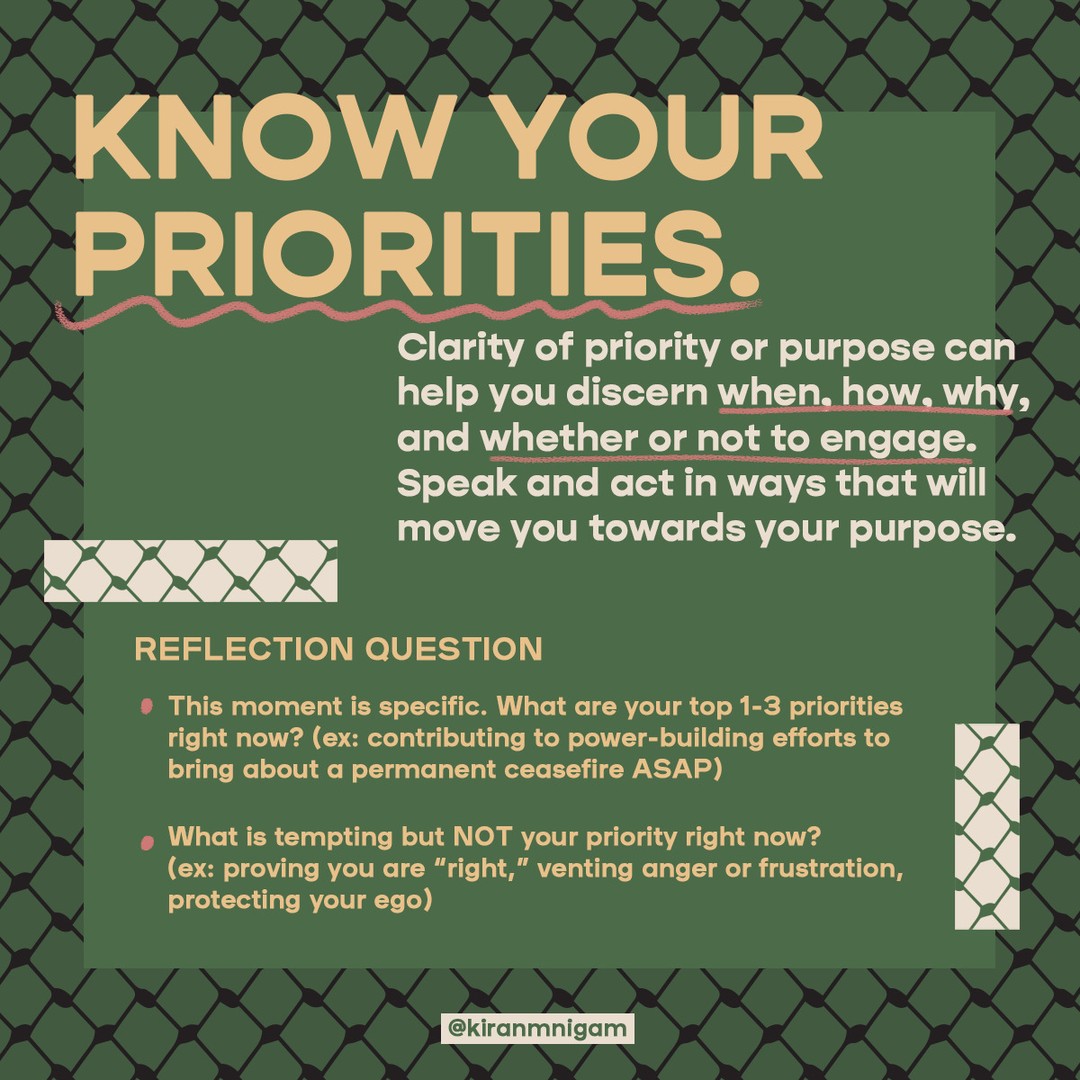 KNOW YOUR
PRIORITIES.
Clarity of priority or purpose can
help you discern when, how, why,
and whether or not to engage.
Speak and act in ways that will
move you towards your purpose.
REFLECTION QUESTION
This moment is specific. What are your top 1-3 priorities
right now? (ex: contributing to power-building efforts to
bring about a permanent ceasefire ASAP)
What is tempting but NOT your priority right now?
(ex: proving you are “right,” venting anger or frustration,
protecting your ego)
@kiranmnigam